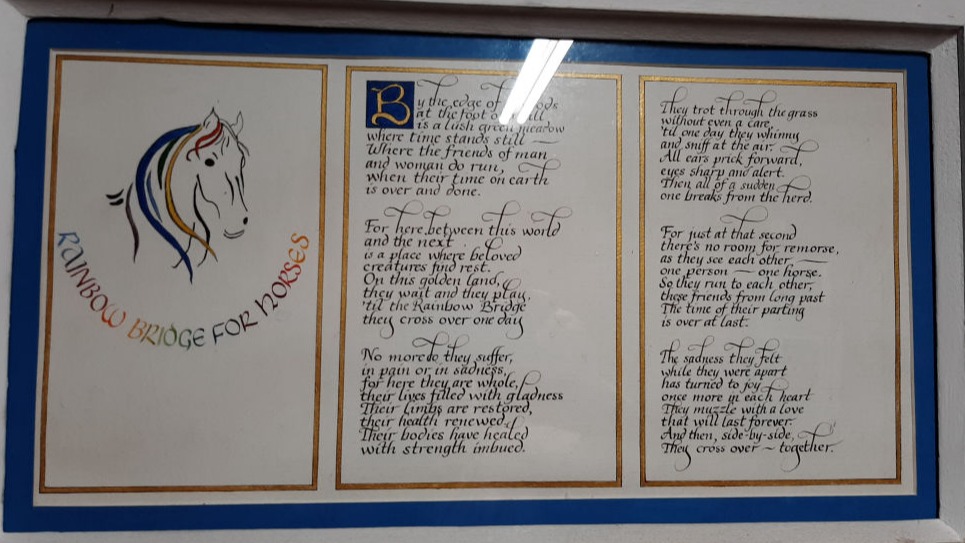 RAINBOW BRIDGE FOR HORSES
By the edge of
at the foot
is a lush green meadow
where time stands still —
Where the friends of man
and woman do run,
when their time on earth
is over and done.
For here between this world
and the next
is a place where beloved
creatures find rest.
On this golden land,
they wait and they play,
'til the Rainbow Bridge
they cross over one day
No more do they suffer,
in pain or in sadness,
for here they are whole,
their lives filled with gladness
Their limbs are restored,
their health renewed,
Their bodies have healed
with strength imbued.
They trot through the grass
without even a care,
'til one day they whinny
and sniff at the air.
All ears prick forward,
eyes sharp and alert.
Then all of a sudden,
one breaks from the herd.
For just at that second
there's no room for remorse,
as they see each other, —
one person — one horse.
So they run to each other,
these friends from long past
The time of their parting
is over at last.
The sadness they felt
while they were apart
has turned to joy
once more in each heart
They muzzle with a love
that will last forever.
And then, side-by-side,
They cross over ~ together.